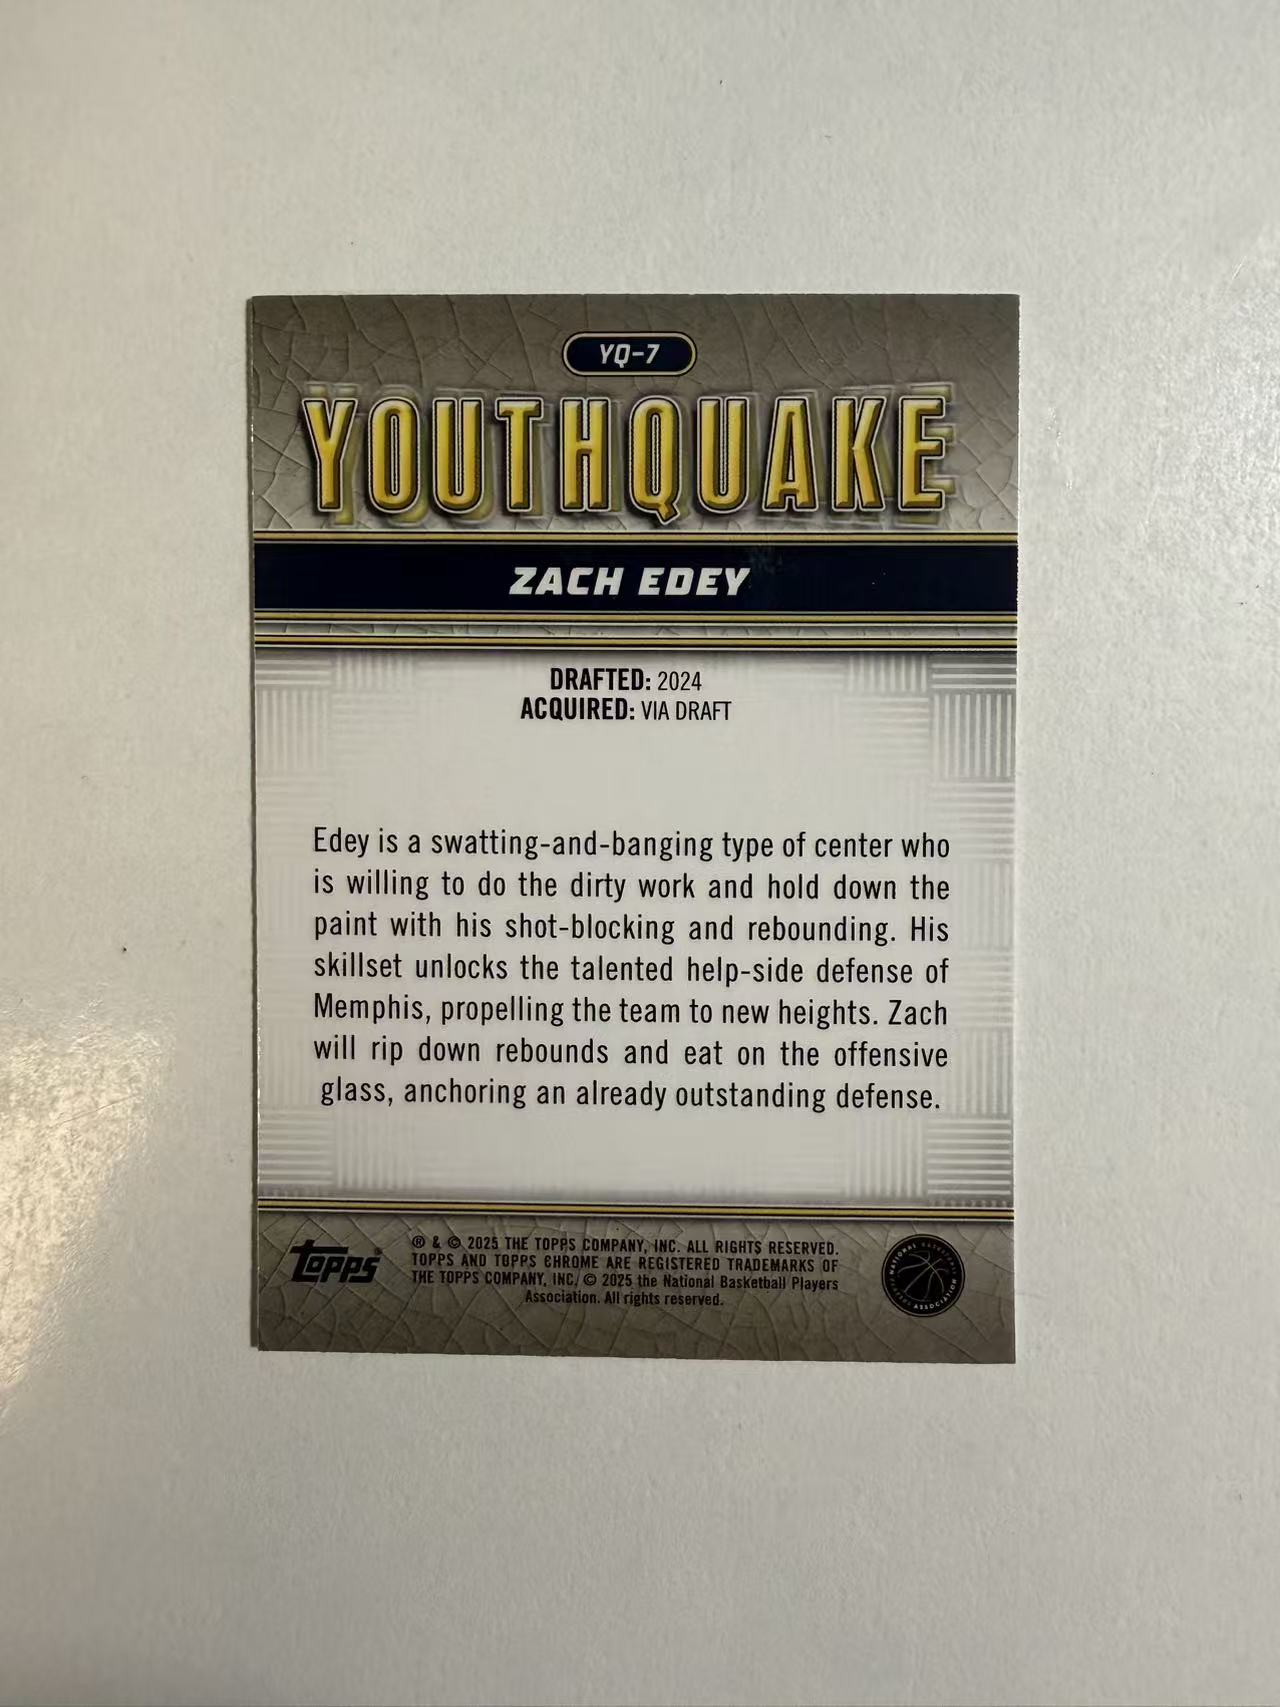 YQ-7
YOUTHQUAKE
ZACH EDEY
DRAFTED: 2024
ACQUIRED: VIA DRAFT
Edey is a swatting-and-banging type of center who
is willing to do the dirty work and hold down the
paint with his shot-blocking and rebounding. His
skillset unlocks the talented help-side defense of
Memphis, propelling the team to new heights. Zach
will rip down rebounds and eat on the offensive
glass, anchoring an already outstanding defense.
topps®
® & © 2025 THE TOPPS COMPANY, INC. ALL RIGHTS RESERVED.
TOPPS AND TOPPS CHROME ARE REGISTERED TRADEMARKS OF
THE TOPPS COMPANY, INC. © 2025 the National Basketball Players
Association. All rights reserved.
NATIONAL BASKETBALL PLAYERS ASSOCIATION